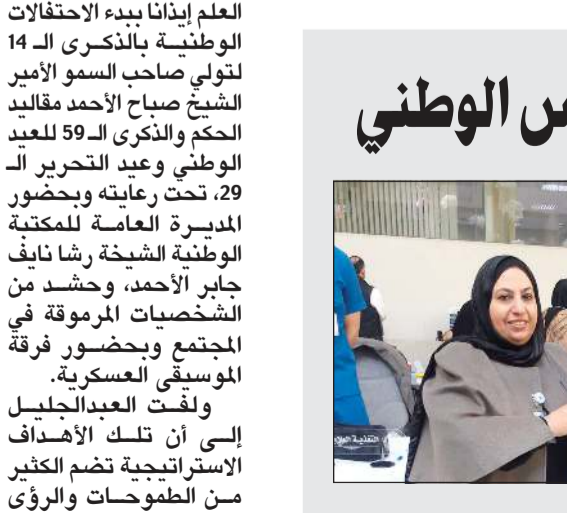 العلم إيذانا ببدء الاحتفالات
الوطنية بالذكرى الـ 14
لتولي صاحب السمو الأمير
الشيخ صباح الأحمد مقاليد
الحكم والذكرى الـ 59 للعيد
الوطني وعيد التحرير الـ
29، تحت رعايته وبحضور
المديرة العامة للمكتبة
الوطنية الشيخة رشا نايف
جابر الأحمد، وحشد من
الشخصيات المرموقة في
المجتمع وبحضور فرقة
الموسيقى العسكرية.
ولفت العبدالجليل
إلى أن تلك الأهداف
الاستراتيجية تضم الكثير
من الطموحات والرؤى
الوطني
التغذية